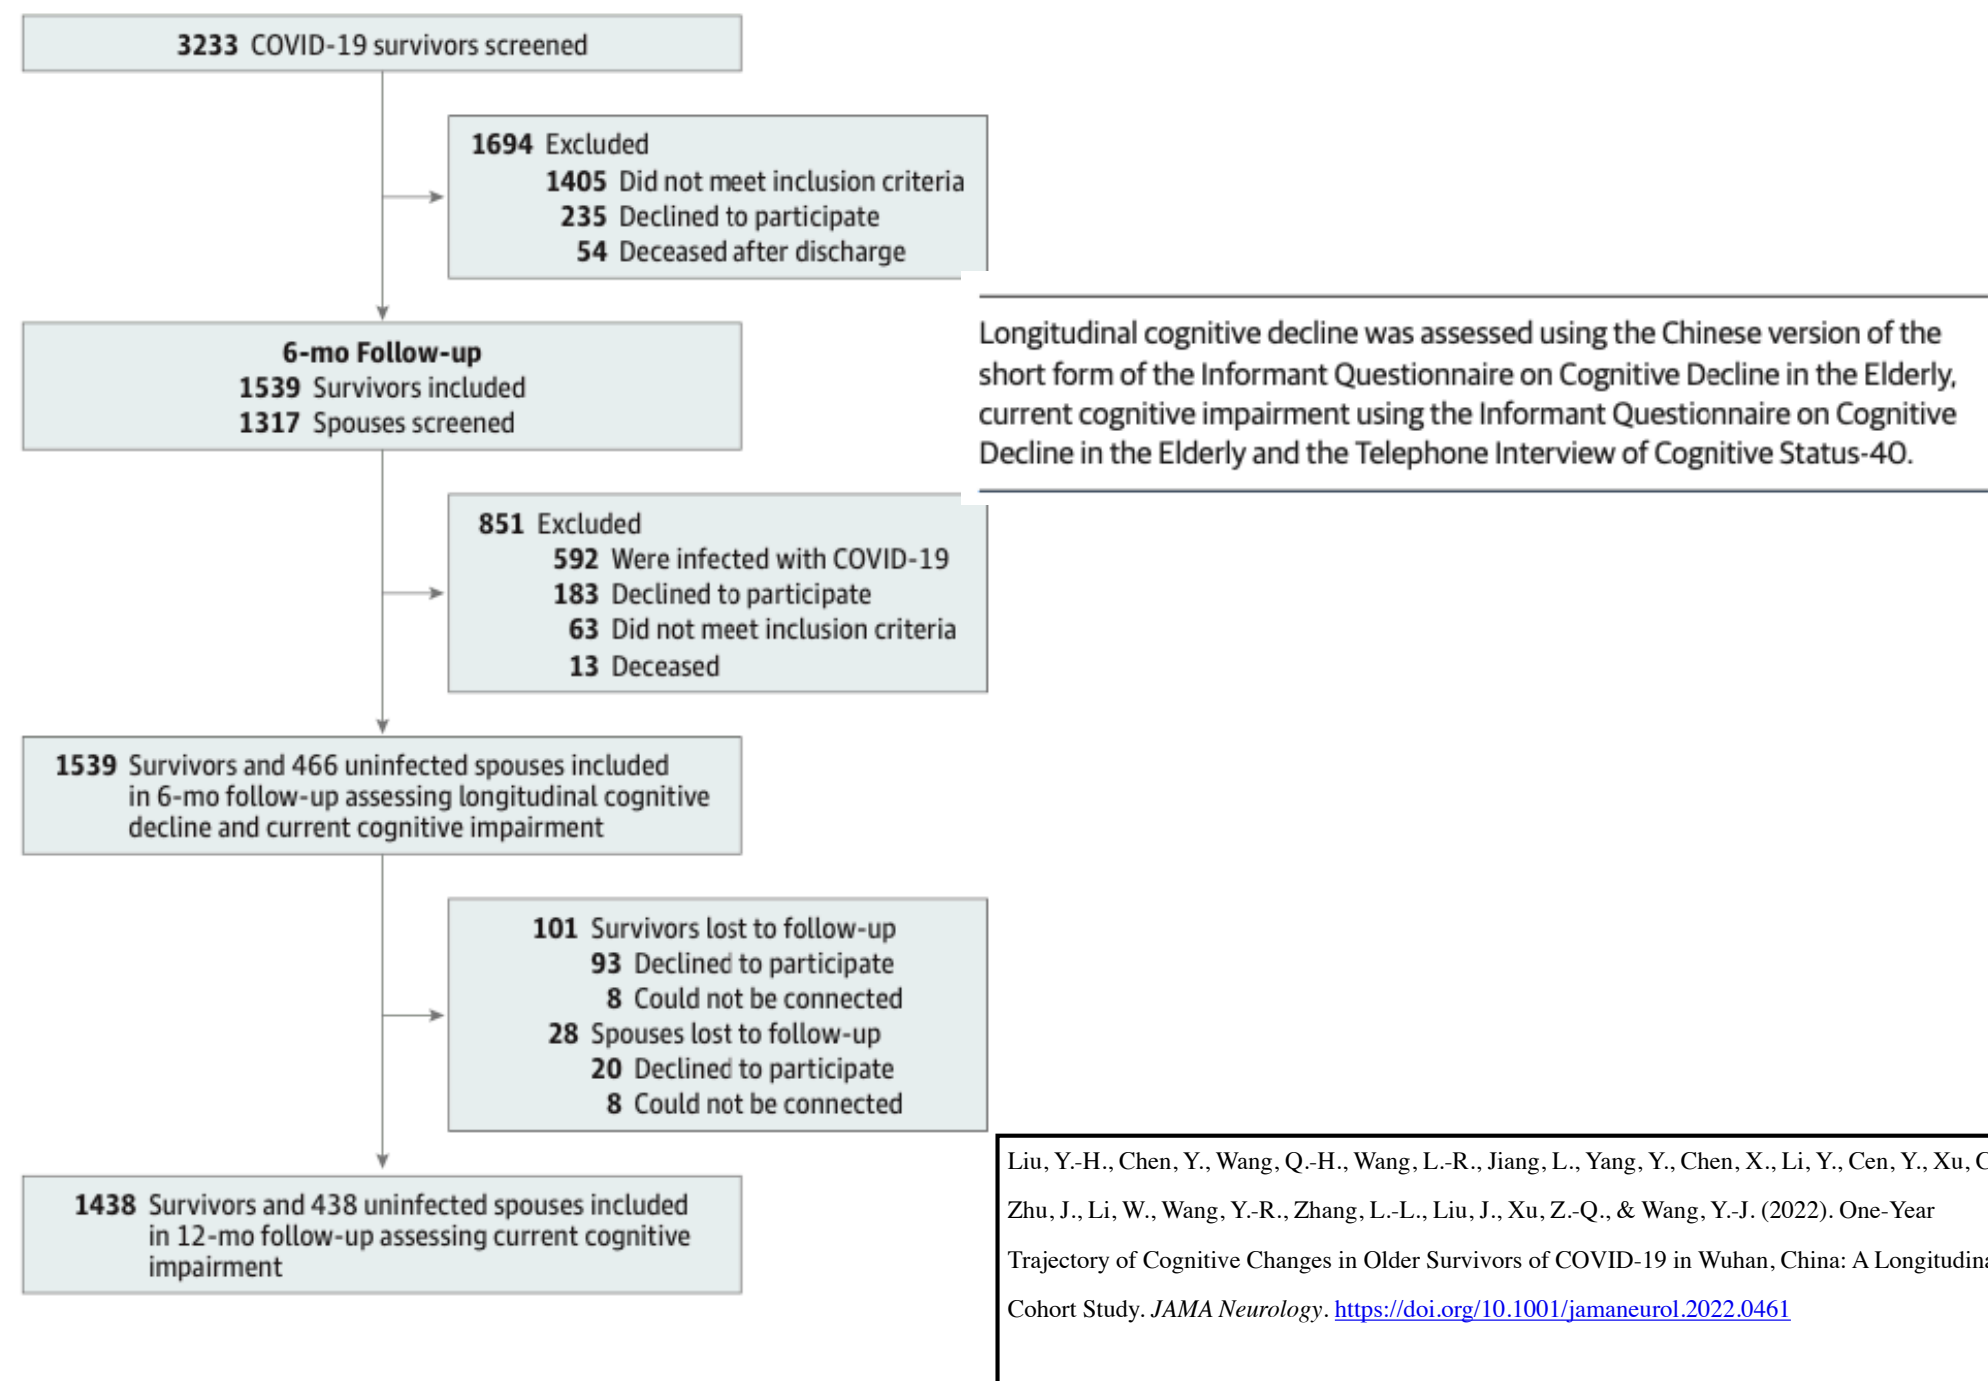 3233 COVID-19 survivors screened
1694 Excluded
1405 Did not meet inclusion criteria
235 Declined to participate
54 Deceased after discharge
6-mo Follow-up
1539 Survivors included
1317 Spouses screened
Longitudinal cognitive decline was assessed using the Chinese version of the
short form of the Informant Questionnaire on Cognitive Decline in the Elderly,
current cognitive impairment using the Informant Questionnaire on Cognitive
Decline in the Elderly and the Telephone Interview of Cognitive Status-40.
851 Excluded
592 Were infected with COVID-19
183 Declined to participate
63 Did not meet inclusion criteria
13 Deceased
1539 Survivors and 466 uninfected spouses included
in 6-mo follow-up assessing longitudinal cognitive
decline and current cognitive impairment
101 Survivors lost to follow-up
93 Declined to participate
8 Could not be connected
28 Spouses lost to follow-up
20 Declined to participate
8 Could not be connected
1438 Survivors and 438 uninfected spouses included
in 12-mo follow-up assessing current cognitive
impairment
Liu, Y.-H., Chen, Y., Wang, Q.-H., Wang, L.-R., Jiang, L., Yang, Y., Chen, X., Li, Y., Cen, Y., Xu, C
Zhu, J., Li, W., Wang, Y.-R., Zhang, L.-L., Liu, J., Xu, Z.-Q., & Wang, Y.-J. (2022). One-Year
Trajectory of Cognitive Changes in Older Survivors of COVID-19 in Wuhan, China: A Longitudina
Cohort Study. JAMA Neurology. https://doi.org/10.1001/jamaneurol.2022.0461